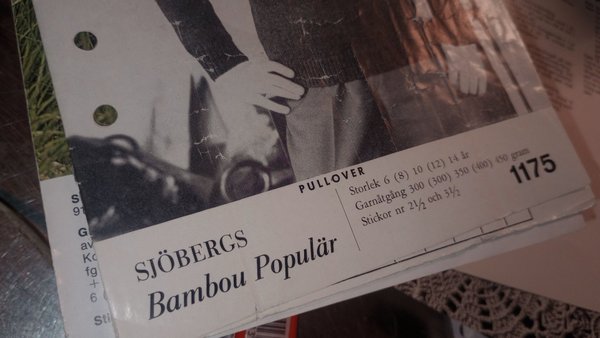 PULLOVER
Storlek 6 (8) 10 (12) 14 år
Garnåtgång 300 (300) 350 (400) 450 gram
Stickor nr 2½ och 3½
1175
SJÖBERGS
Bambou Populär